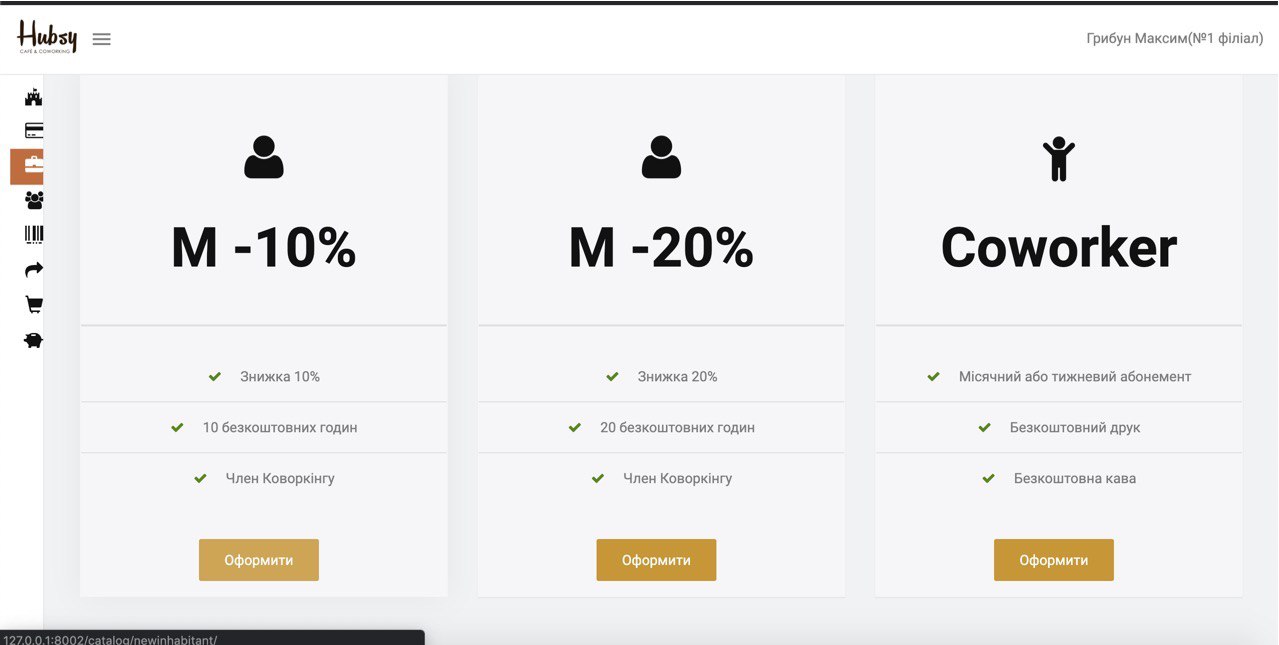 Hubsy
CAFE & COWORKING
Грибун Максим(№1 філіал)
M -10%
Знижка 10%
10 безкоштовних годин
Член Коворкінгу
Оформити
M -20%
Знижка 20%
20 безкоштовних годин
Член Коворкінгу
Оформити
Coworker
Місячний або тижневий абонемент
Безкоштовний друк
Безкоштовна кава
Оформити
127.0.0.1:8002/catalog/newinhabitant/